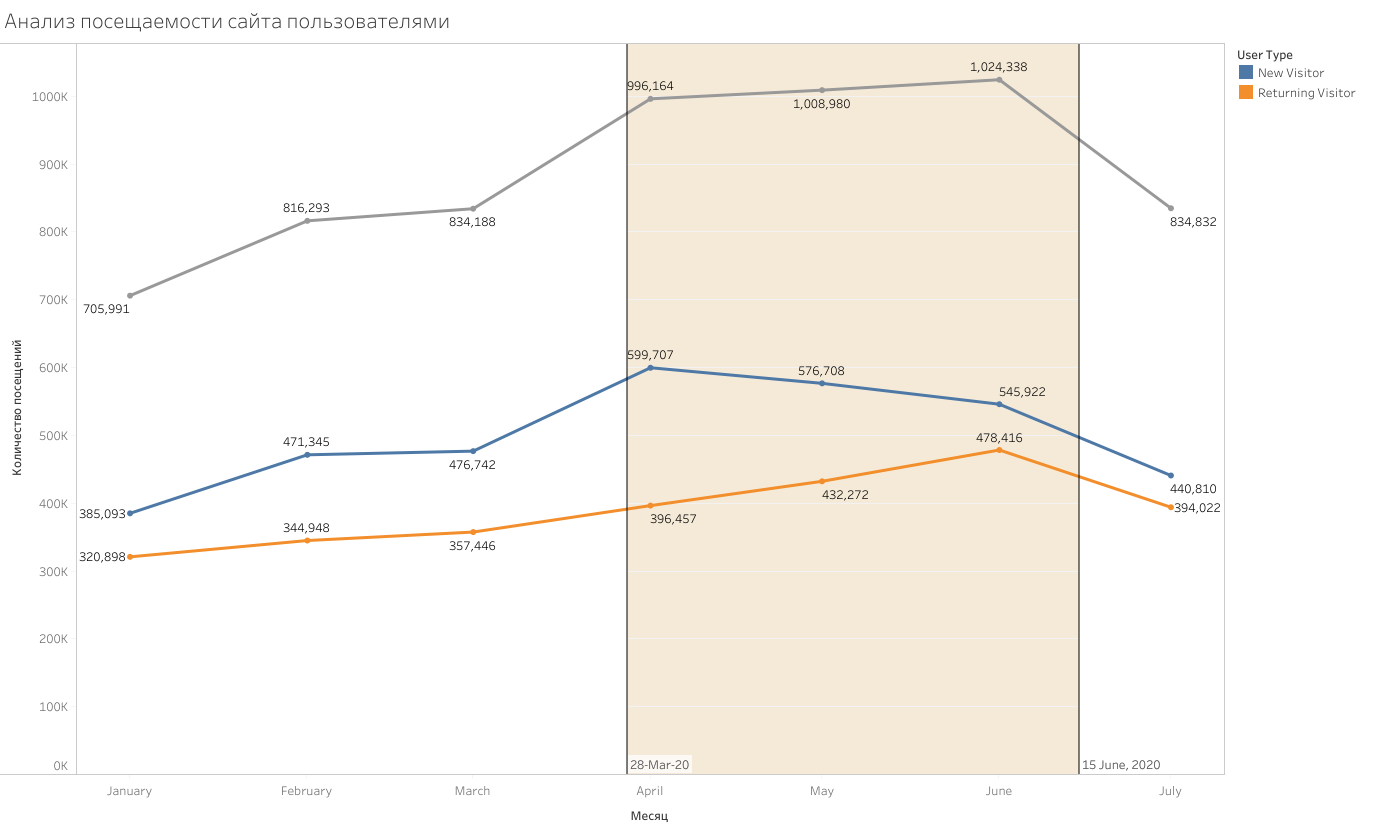 Анализ посещаемости сайта пользователями
User Type
New Visitor
Returning Visitor
Количество посещений
1000K
900K
800K
700K
600K
500K
400K
300K
200K
100K
0K
705,991
816,293
834,188
996,164
1,008,980
1,024,338
834,832
385,093
471,345
476,742
599,707
576,708
545,922
440,810
320,898
344,948
357,446
396,457
432,272
478,416
394,022
28-Mar-20
15 June, 2020
January
February
March
April
May
June
July
Месяц